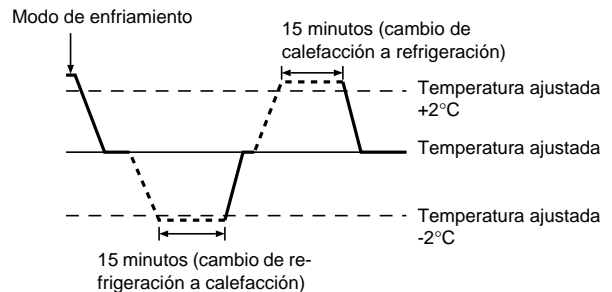 Modo de enfriamiento
15 minutos (cambio de
calefacción a refrigeración)
Temperatura ajustada
+2°C
Temperatura ajustada
Temperatura ajustada
-2°C
15 minutos (cambio de re-
frigeración a calefacción)